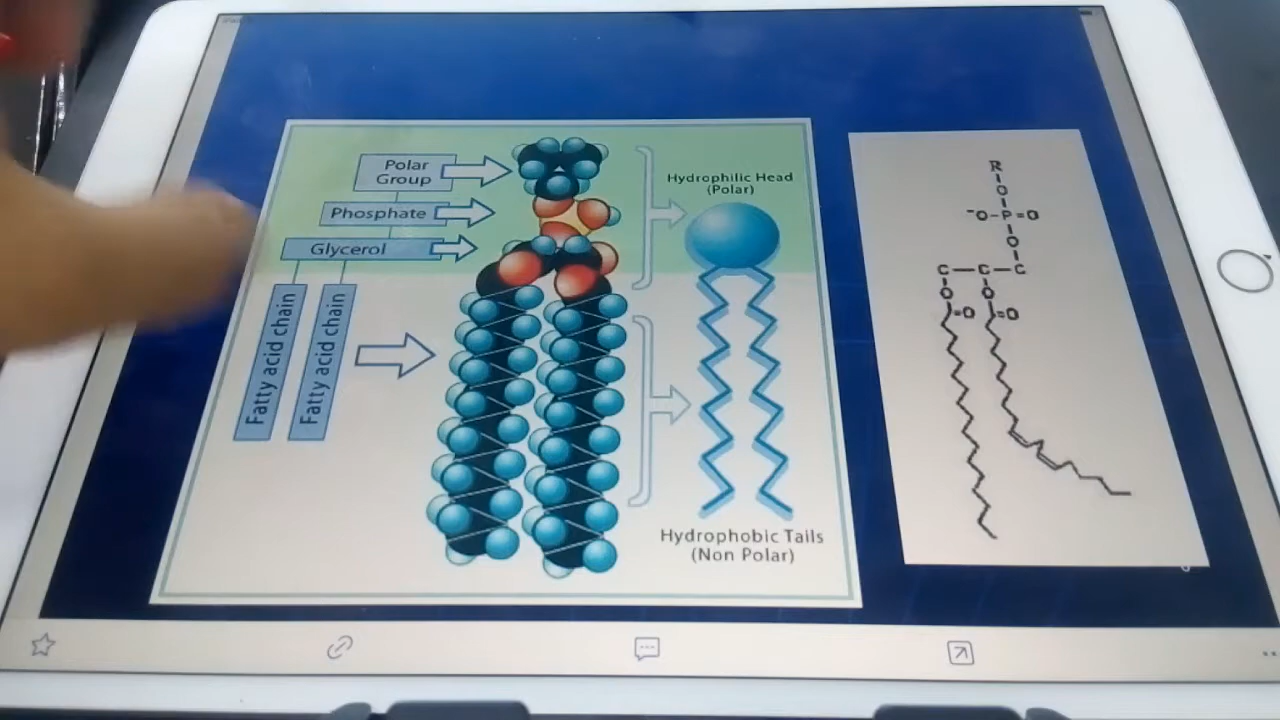 Polar
Group
Phosphate
Glycerol
Fatty acid chain
Fatty acid chain
Hydrophilic Head
(Polar)
Hydrophobic Tails
(Non Polar)
R
O
⁻O-P=O
O
C—C—C
O O
=O =O